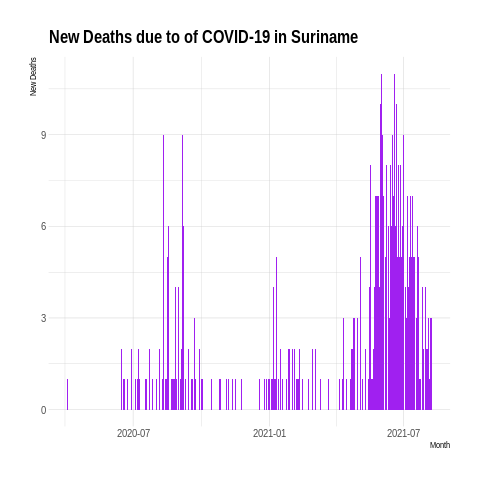 New Deaths due to of COVID-19 in Suriname
New Deaths
9
6
3
0
2020-07
2021-01
2021-07
Month